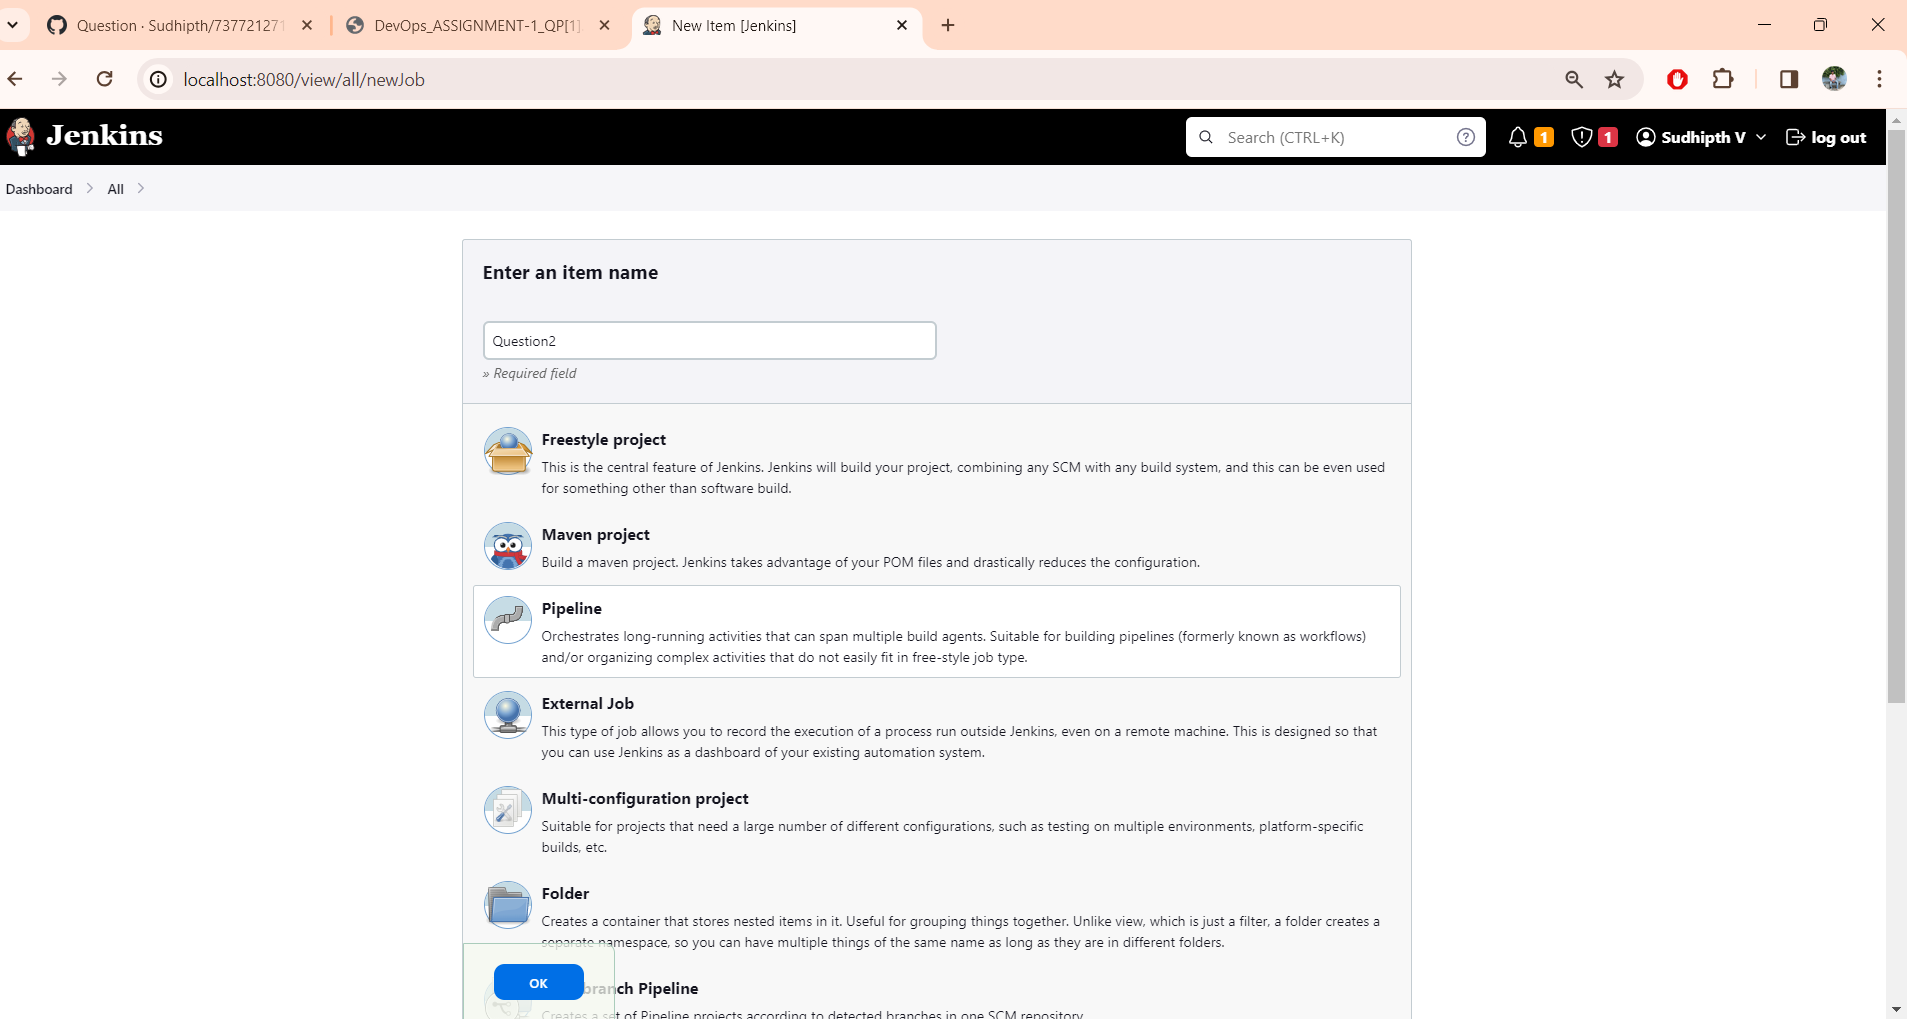 Question · Sudhipth/737721271
DevOps_ASSIGNMENT-1_QP[1]
New Item [Jenkins]
localhost:8080/view/all/newJob
Jenkins
Search (CTRL+K)
1
1
Sudhipth V
log out
Dashboard
All
Enter an item name
Question2
» Required field
Freestyle project
This is the central feature of Jenkins. Jenkins will build your project, combining any SCM with any build system, and this can be even used
for something other than software build.
Maven project
Build a maven project. Jenkins takes advantage of your POM files and drastically reduces the configuration.
Pipeline
Orchestrates long-running activities that can span multiple build agents. Suitable for building pipelines (formerly known as workflows)
and/or organizing complex activities that do not easily fit in free-style job type.
External Job
This type of job allows you to record the execution of a process run outside Jenkins, even on a remote machine. This is designed so that
you can use Jenkins as a dashboard of your existing automation system.
Multi-configuration project
Suitable for projects that need a large number of different configurations, such as testing on multiple environments, platform-specific
builds, etc.
Folder
Creates a container that stores nested items in it. Useful for grouping things together. Unlike view, which is just a filter, a folder creates a
separate namespace, so you can have multiple things of the same name as long as they are in different folders.
OK
branch Pipeline
Creates a set of Pipeline projects according to detected branches in one SCM repository.